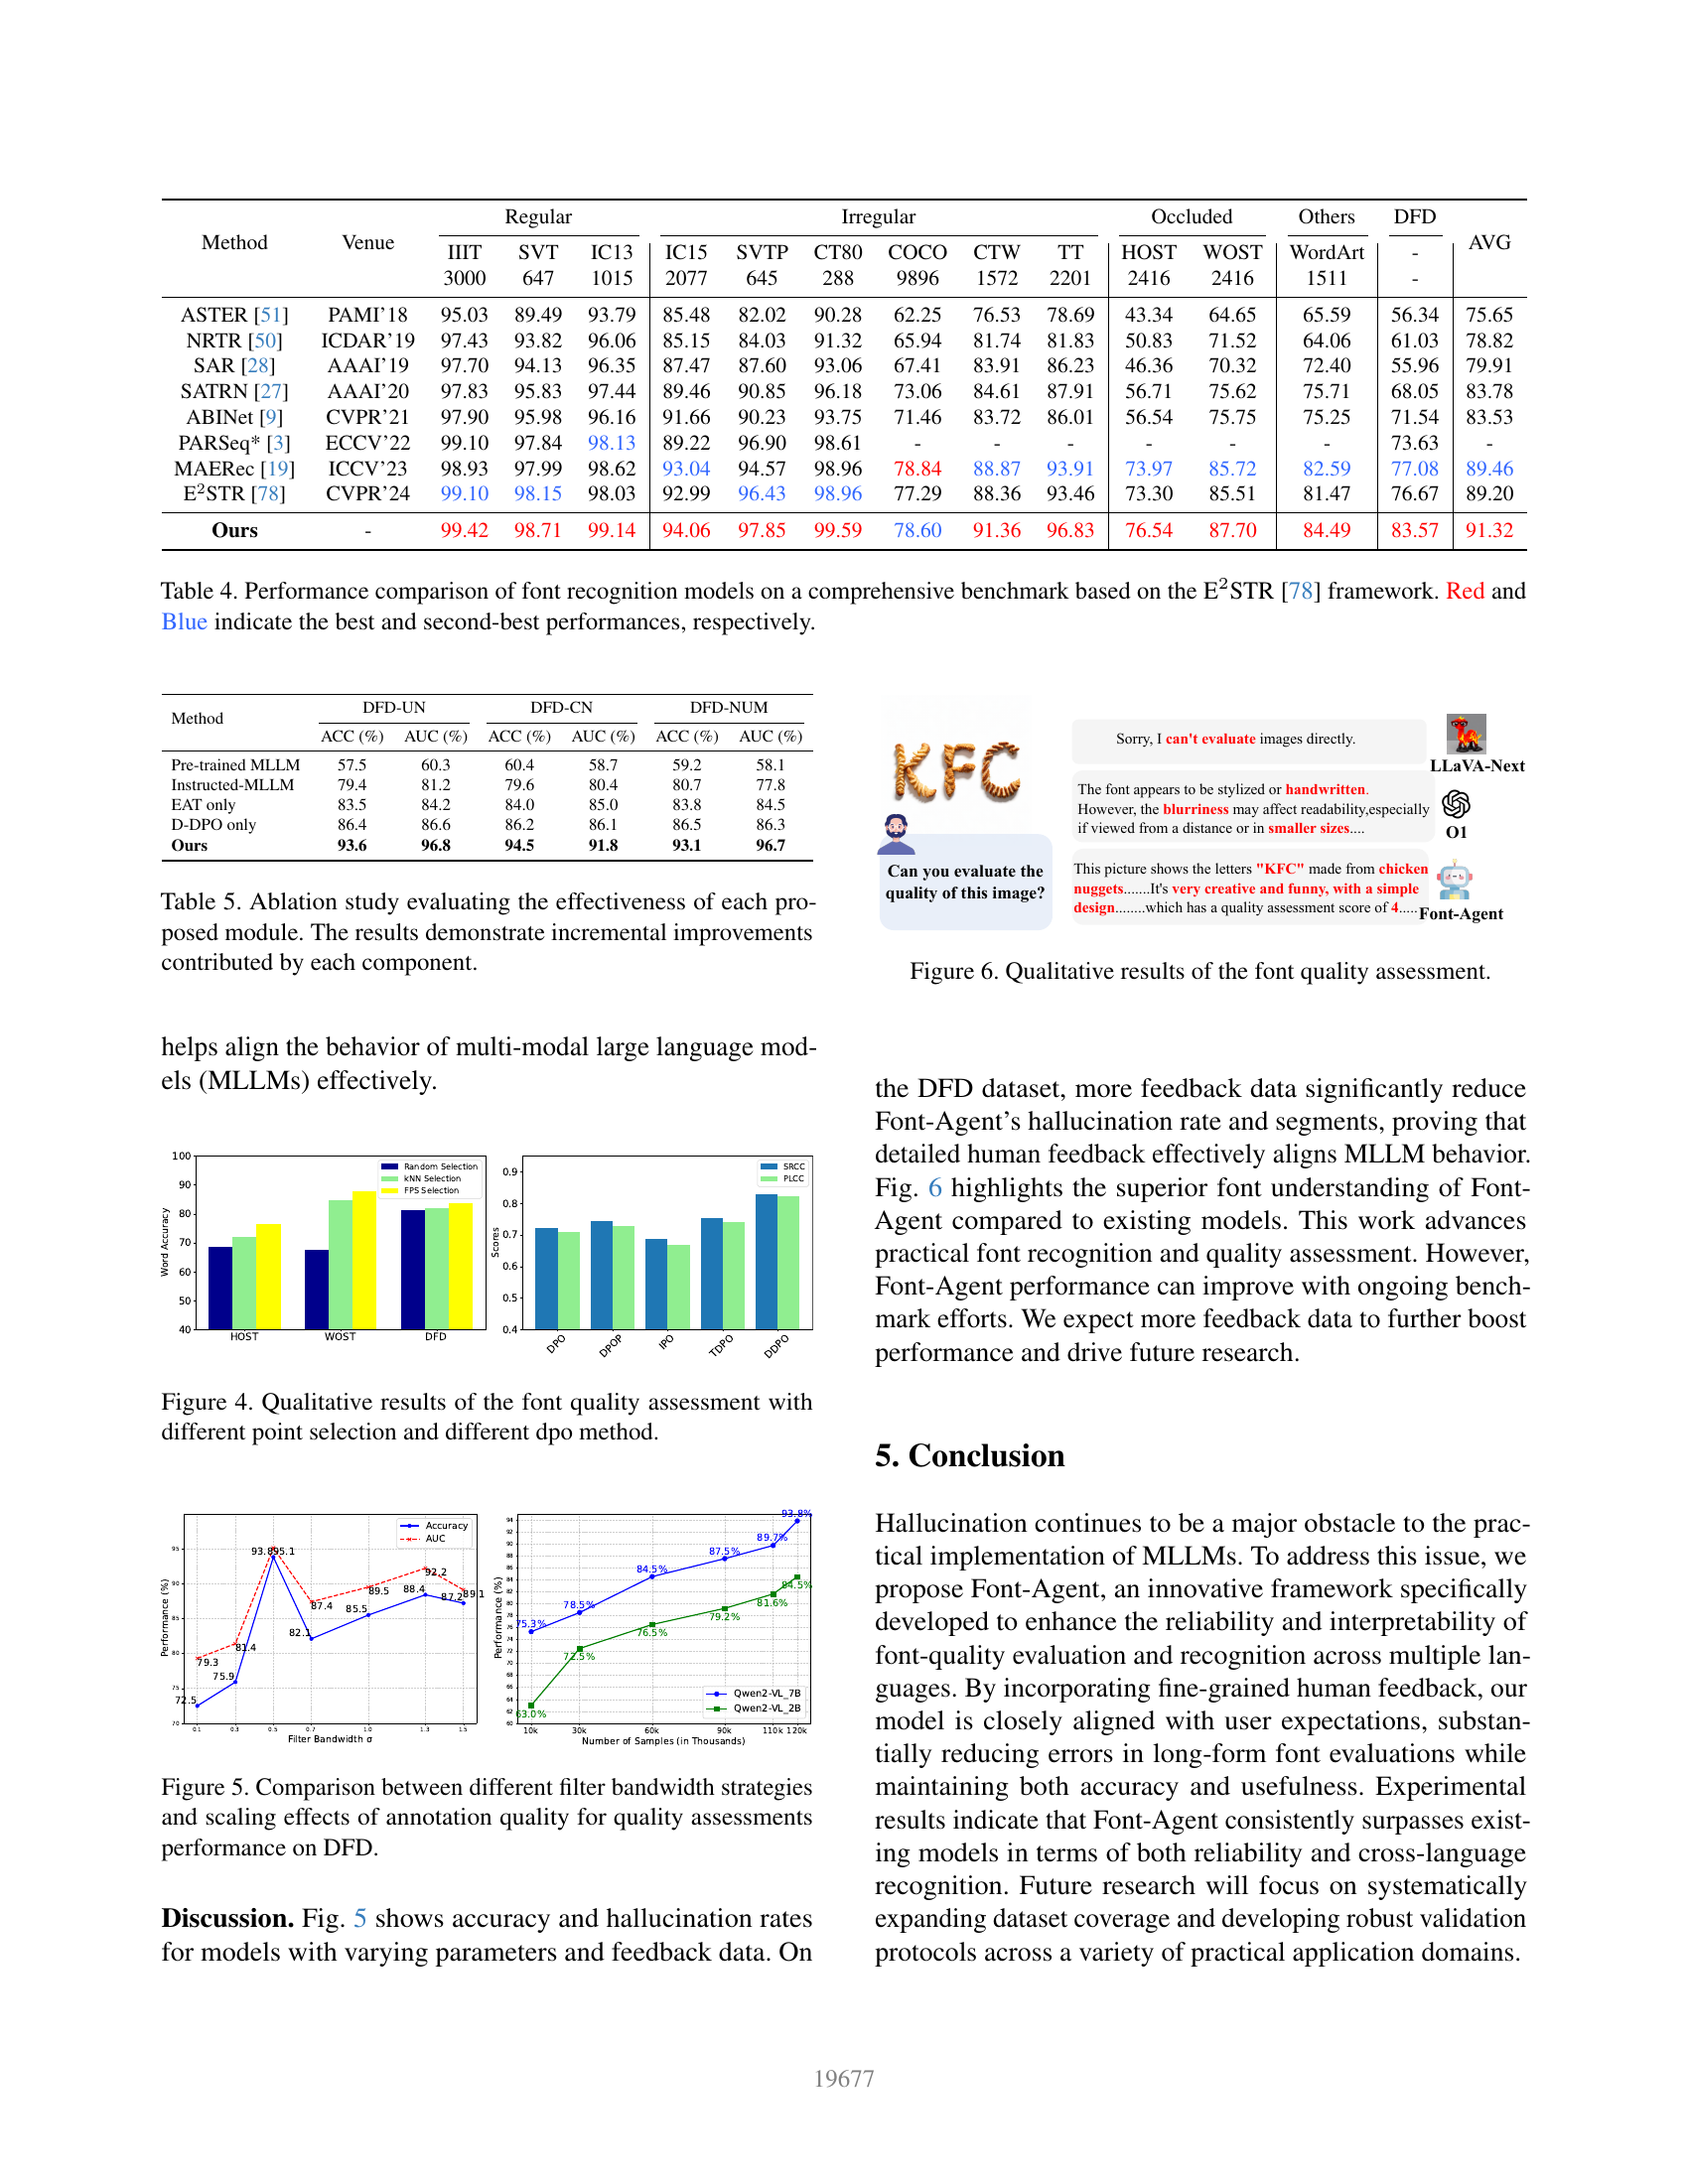 Method Venue Regular Irregular Occluded Others DFD AVG
IIIT SVT IC13 IC15 SVTP CT80 COCO CTW TT HOST WOST WordArt -
3000 647 1015 2077 645 288 9896 1572 2201 2416 2416 1511 -
ASTER [51] PAMI'18 95.03 89.49 93.79 85.48 82.02 90.28 62.25 76.53 78.69 43.34 64.65 65.59 56.34 75.65
NRTR [50] ICDAR'19 97.43 93.82 96.06 85.15 84.03 91.32 65.94 81.74 81.83 50.83 71.52 64.06 61.03 78.82
SAR [28] AAAI'19 97.70 94.13 96.35 87.47 87.60 93.06 67.41 83.91 86.23 46.36 70.32 72.40 55.96 79.91
SATRN [27] AAAI'20 97.83 95.83 97.44 89.46 90.85 96.18 73.06 84.61 87.91 56.71 75.62 75.71 68.05 83.78
ABINet [9] CVPR'21 97.90 95.98 96.16 91.66 90.23 93.75 71.46 83.72 86.01 56.54 75.75 75.25 71.54 83.53
PARSeq* [3] ECCV'22 99.10 97.84 98.13 89.22 96.90 98.61 - - - - - - 73.63 -
MAERec [19] ICCV'23 98.93 97.99 98.62 93.04 94.57 98.96 78.84 88.87 93.91 73.97 85.72 82.59 77.08 89.46
E²STR [78] CVPR'24 99.10 98.15 98.03 92.99 96.43 98.96 77.29 88.36 93.46 73.30 85.51 81.47 76.67 89.20
Ours - 99.42 98.71 99.14 94.06 97.85 99.59 78.60 91.36 96.83 76.54 87.70 84.49 83.57 91.32
Table 4. Performance comparison of font recognition models on a comprehensive benchmark based on the E²STR [78] framework. Red and
Blue indicate the best and second-best performances, respectively.
Method DFD-UN DFD-CN DFD-NUM
ACC (%) AUC (%) ACC (%) AUC (%) ACC (%) AUC (%)
Pre-trained MLLM 57.5 60.3 60.4 58.7 59.2 58.1
Instructed-MLLM 79.4 81.2 79.6 80.4 80.7 77.8
EAT only 83.5 84.2 84.0 85.0 83.8 84.5
D-DPO only 86.4 86.6 86.2 86.1 86.5 86.3
Ours 93.6 96.8 94.5 91.8 93.1 96.7
Table 5. Ablation study evaluating the effectiveness of each pro-
posed module. The results demonstrate incremental improvements
contributed by each component.
helps align the behavior of multi-modal large language mod-
els (MLLMs) effectively.
100
90
80
70
60
50
40
Word Accuracy
Random Selection
kNN Selection
FPS Selection
HOST WOST DFD
0.9
0.8
0.7
0.6
0.5
0.4
Scores
SRCC
PLCC
DPO DPOP IPO TDPO DDPO
Figure 4. Qualitative results of the font quality assessment with
different point selection and different dpo method.
Performance (%)
95
90
85
80
75
70
Accuracy
AUC
72.5 75.9 93.8 82.1 85.5 88.4 87.2
79.3 81.4 95.1 87.4 89.5 92.2 89.1
0.1 0.3 0.5 0.7 1.0 1.3 1.5
Filter Bandwidth σ
Performance (%)
94
92
90
88
86
84
82
80
78
76
74
72
70
68
66
64
62
60
75.3% 78.5% 84.5% 87.5% 89.7% 93.8%
63.0% 72.5% 76.5% 79.2% 81.6% 84.5%
Qwen2-VL_7B
Qwen2-VL_2B
10k 30k 60k 90k 110k 120k
Number of Samples (in Thousands)
Figure 5. Comparison between different filter bandwidth strategies
and scaling effects of annotation quality for quality assessments
performance on DFD.
Discussion. Fig. 5 shows accuracy and hallucination rates
for models with varying parameters and feedback data. On
KFC
Can you evaluate the
quality of this image?
Sorry, I can't evaluate images directly.
LLaVA-Next
The font appears to be stylized or handwritten.
However, the blurriness may affect readability,especially
if viewed from a distance or in smaller sizes....
O1
This picture shows the letters "KFC" made from chicken
nuggets.......It's very creative and funny, with a simple
design........which has a quality assessment score of 4.....
Font-Agent
Figure 6. Qualitative results of the font quality assessment.
the DFD dataset, more feedback data significantly reduce
Font-Agent's hallucination rate and segments, proving that
detailed human feedback effectively aligns MLLM behavior.
Fig. 6 highlights the superior font understanding of Font-
Agent compared to existing models. This work advances
practical font recognition and quality assessment. However,
Font-Agent performance can improve with ongoing bench-
mark efforts. We expect more feedback data to further boost
performance and drive future research.
5. Conclusion
Hallucination continues to be a major obstacle to the prac-
tical implementation of MLLMs. To address this issue, we
propose Font-Agent, an innovative framework specifically
developed to enhance the reliability and interpretability of
font-quality evaluation and recognition across multiple lan-
guages. By incorporating fine-grained human feedback, our
model is closely aligned with user expectations, substan-
tially reducing errors in long-form font evaluations while
maintaining both accuracy and usefulness. Experimental
results indicate that Font-Agent consistently surpasses exist-
ing models in terms of both reliability and cross-language
recognition. Future research will focus on systematically
expanding dataset coverage and developing robust validation
protocols across a variety of practical application domains.
19677